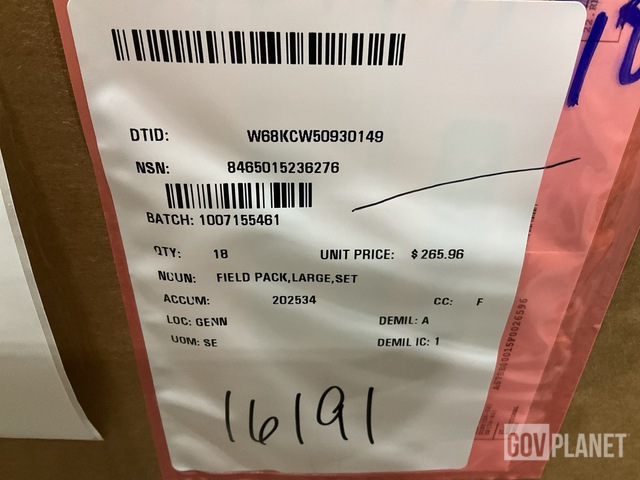 DTID: W68KCW50930149
NSN: 8465015236276
BATCH: 1007155461
QTY: 18 UNIT PRICE: $ 265.96
NOUN: FIELD PACK,LARGE,SET
ACCUM: 202534 CC: F
LOC: GENN DEMIL: A
UOM: SE DEMIL IC: 1
16191
GOVPLANET